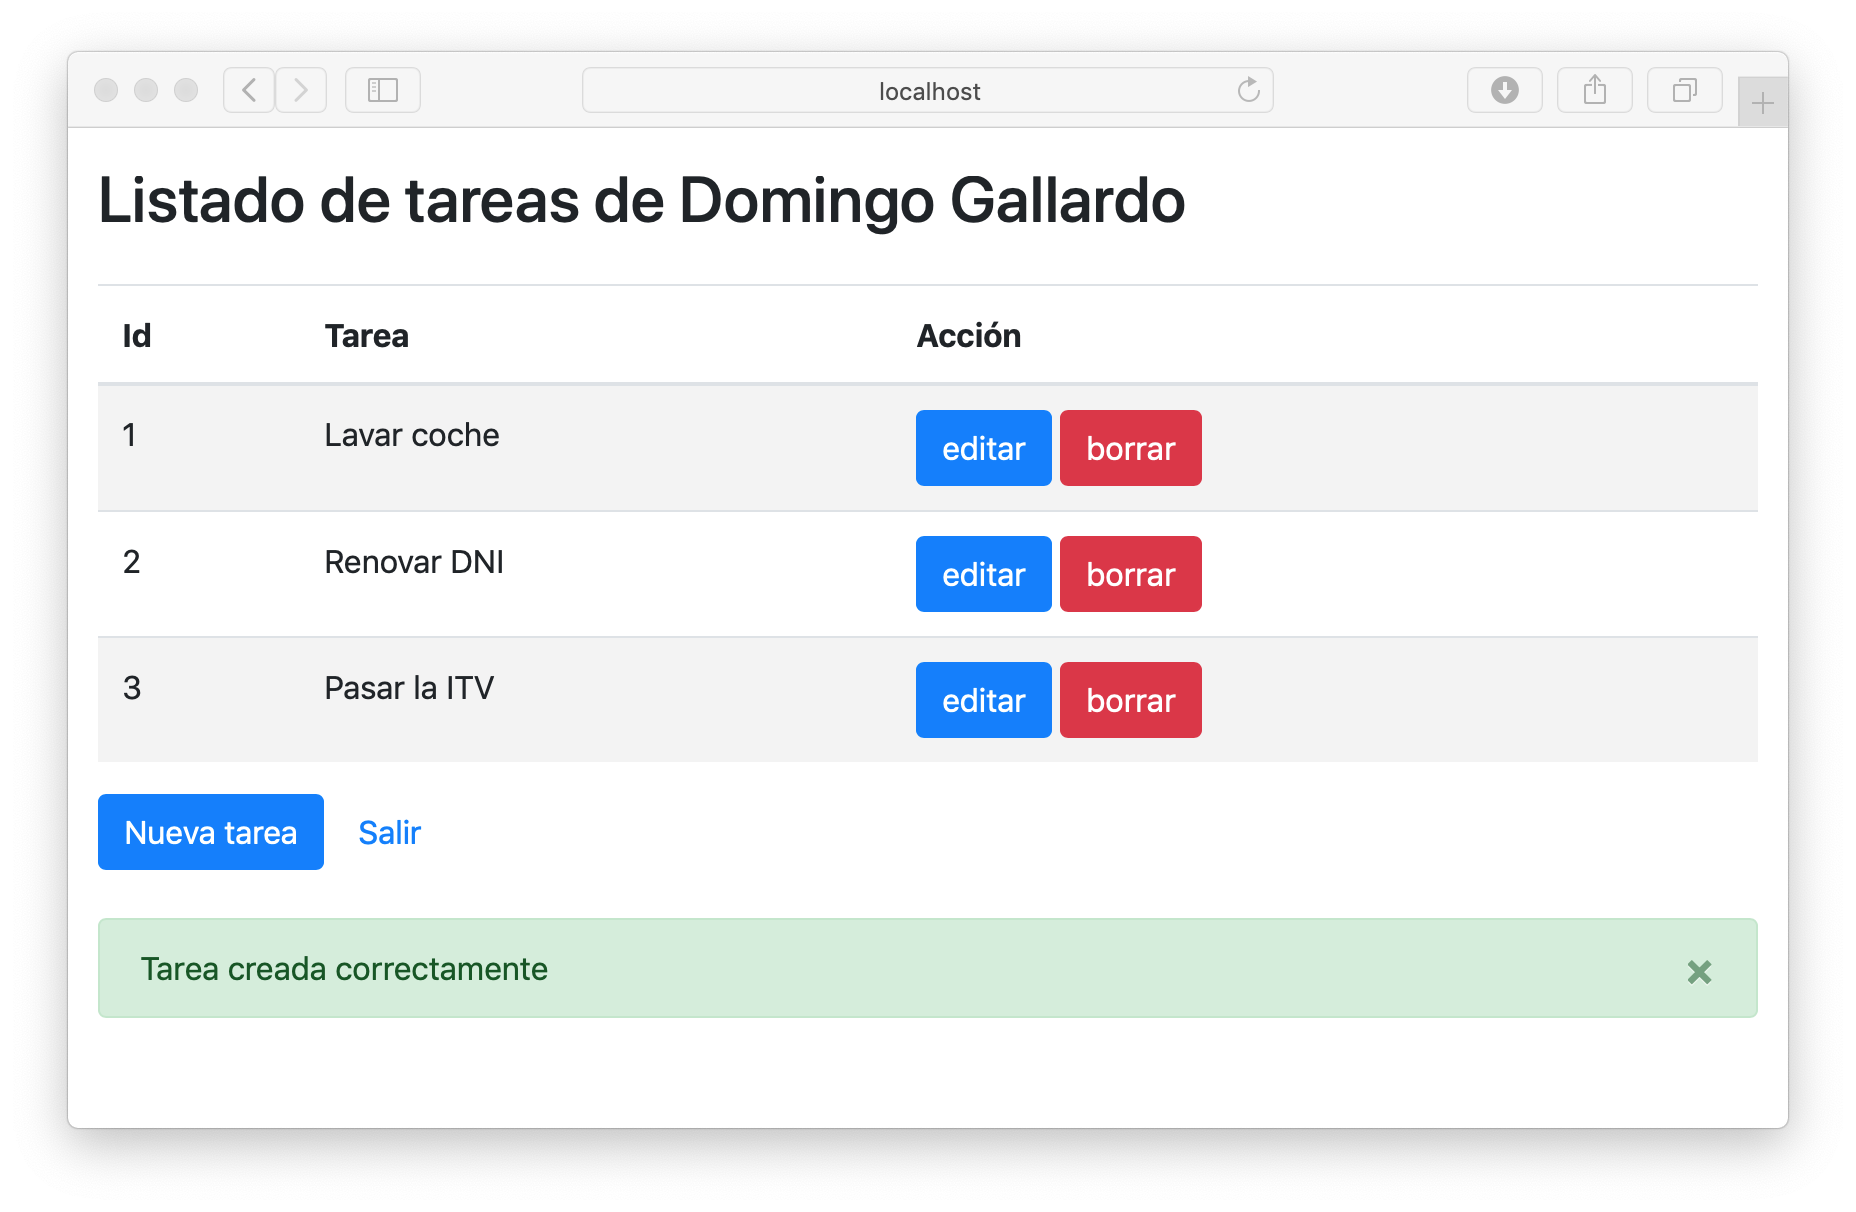 localhost
Listado de tareas de Domingo Gallardo
Id Tarea Acción
1 Lavar coche editar borrar
2 Renovar DNI editar borrar
3 Pasar la ITV editar borrar
Nueva tarea Salir
Tarea creada correctamente ×